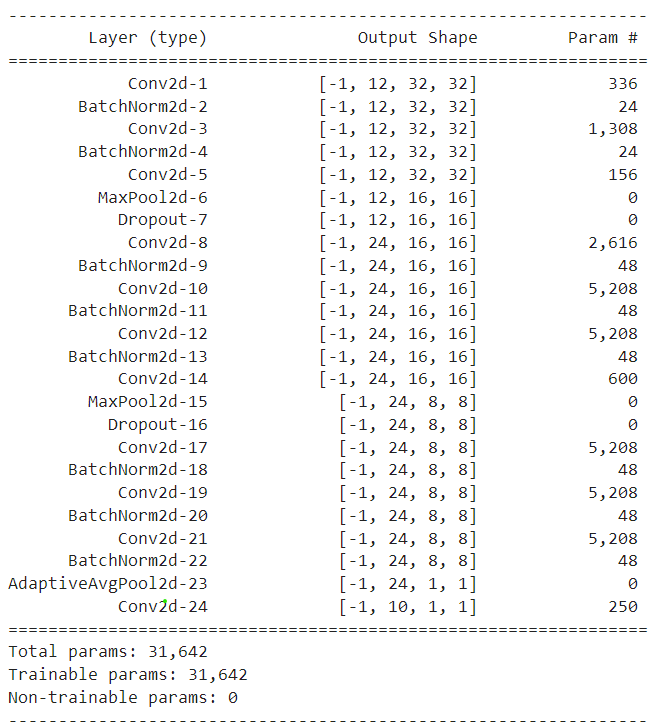 ----------------------------------------------------------------
Layer (type) Output Shape Param #
================================================================
Conv2d-1 [-1, 12, 32, 32] 336
BatchNorm2d-2 [-1, 12, 32, 32] 24
Conv2d-3 [-1, 12, 32, 32] 1,308
BatchNorm2d-4 [-1, 12, 32, 32] 24
Conv2d-5 [-1, 12, 32, 32] 156
MaxPool2d-6 [-1, 12, 16, 16] 0
Dropout-7 [-1, 12, 16, 16] 0
Conv2d-8 [-1, 24, 16, 16] 2,616
BatchNorm2d-9 [-1, 24, 16, 16] 48
Conv2d-10 [-1, 24, 16, 16] 5,208
BatchNorm2d-11 [-1, 24, 16, 16] 48
Conv2d-12 [-1, 24, 16, 16] 5,208
BatchNorm2d-13 [-1, 24, 16, 16] 48
Conv2d-14 [-1, 24, 16, 16] 600
MaxPool2d-15 [-1, 24, 8, 8] 0
Dropout-16 [-1, 24, 8, 8] 0
Conv2d-17 [-1, 24, 8, 8] 5,208
BatchNorm2d-18 [-1, 24, 8, 8] 48
Conv2d-19 [-1, 24, 8, 8] 5,208
BatchNorm2d-20 [-1, 24, 8, 8] 48
Conv2d-21 [-1, 24, 8, 8] 5,208
BatchNorm2d-22 [-1, 24, 8, 8] 48
AdaptiveAvgPool2d-23 [-1, 24, 1, 1] 0
Conv2d-24 [-1, 10, 1, 1] 250
================================================================
Total params: 31,642
Trainable params: 31,642
Non-trainable params: 0
----------------------------------------------------------------